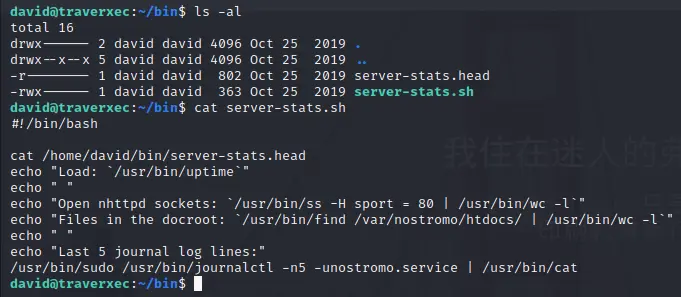 david@traverxec:~/bin$ ls -al
total 16
drwx------ 2 david david 4096 Oct 25  2019 .
drwx--x--x 5 david david 4096 Oct 25  2019 ..
-r-------- 1 david david  802 Oct 25  2019 server-stats.head
-rwx------ 1 david david  363 Oct 25  2019 server-stats.sh
david@traverxec:~/bin$ cat server-stats.sh
#!/bin/bash

cat /home/david/bin/server-stats.head
echo "Load: `/usr/bin/uptime`"
echo " "
echo "Open nhttpd sockets: `/usr/bin/ss -H sport = 80 | /usr/bin/wc -l`"
echo "Files in the docroot: `/usr/bin/find /var/nostromo/htdocs/ | /usr/bin/wc -l`"
echo " "
echo "Last 5 journal log lines:"
/usr/bin/sudo /usr/bin/journalctl -n5 -unostromo.service | /usr/bin/cat
david@traverxec:~/bin$
我住在迷人的